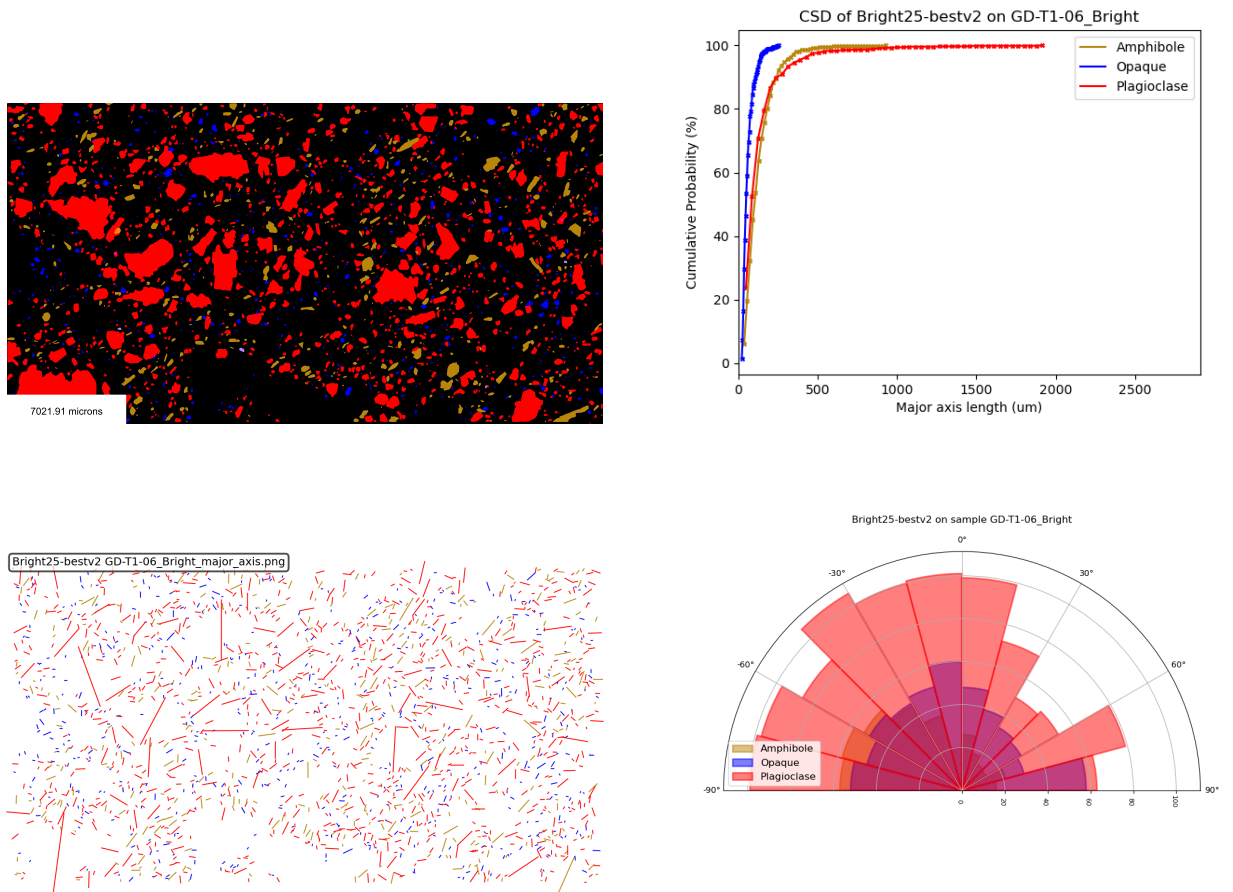 CSD of Bright25-bestv2 on GD-T1-06_Bright
100
80
60
40
20
0
Cumulative Probability (%)
Amphibole
Opaque
Plagioclase
0 500 1000 1500 2000 2500
Major axis length (um)
7021.91 microns
Bright25-bestv2 GD-T1-06_Bright_major_axis.png
Bright25-bestv2 on sample GD-T1-06_Bright
0°
-30° 30°
-60° 60°
-90° 90°
Amphibole
Opaque
Plagioclase
0 20 40 60 80 100